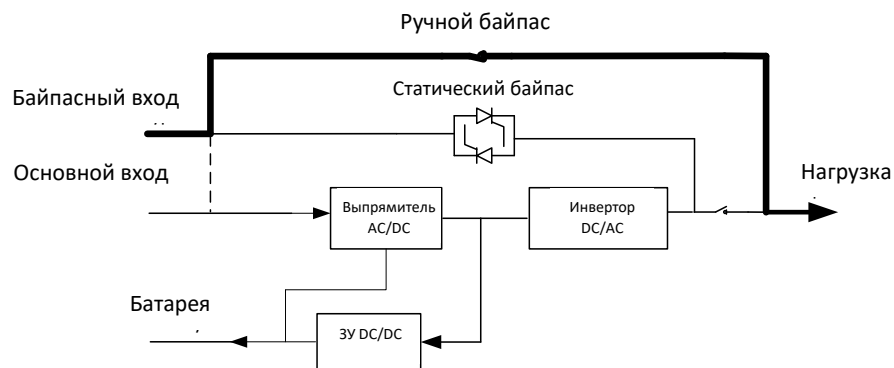 Ручной байпас
Байпасный вход
Статический байпас
Основной вход
Нагрузка
Выпрямитель
AC/DC
Инвертор
DC/AC
Батарея
ЗУ DC/DC